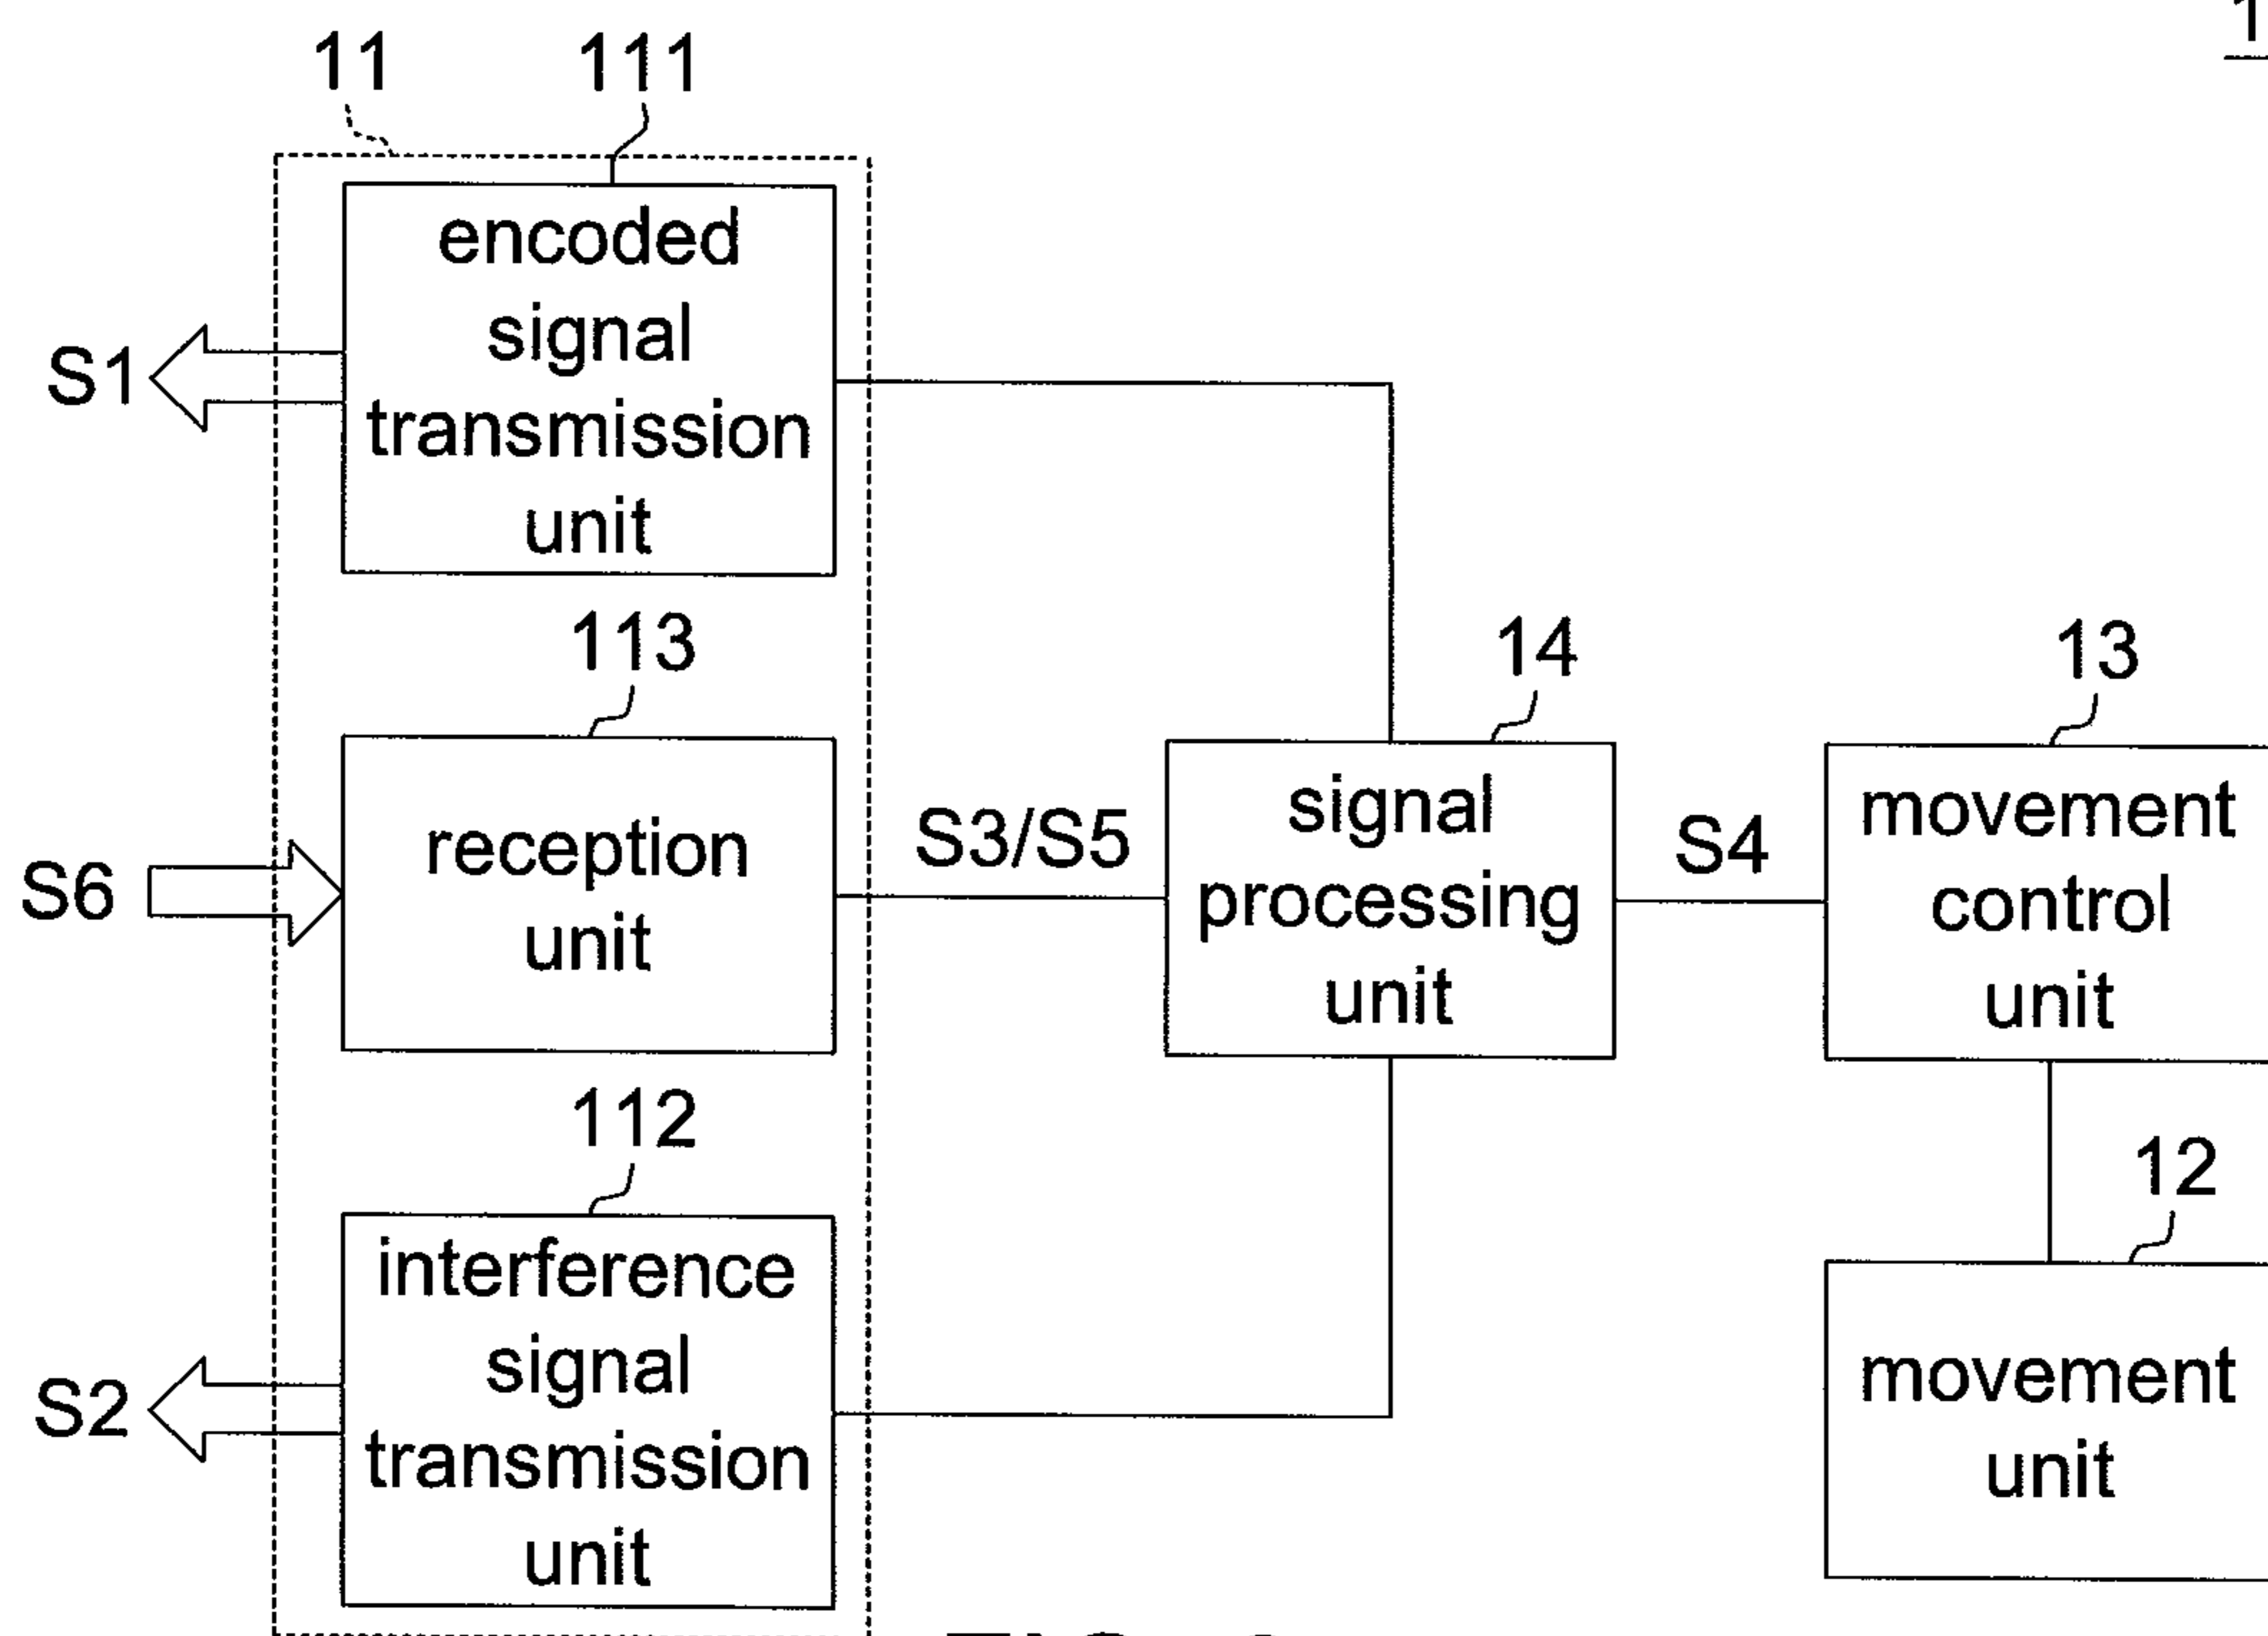 1
11
111
encoded
signal
transmission
unit
S1
113
reception
unit
S6
S3/S5
14
signal
processing
unit
S4
13
movement
control
unit
112
interference
signal
transmission
unit
S2
12
movement
unit